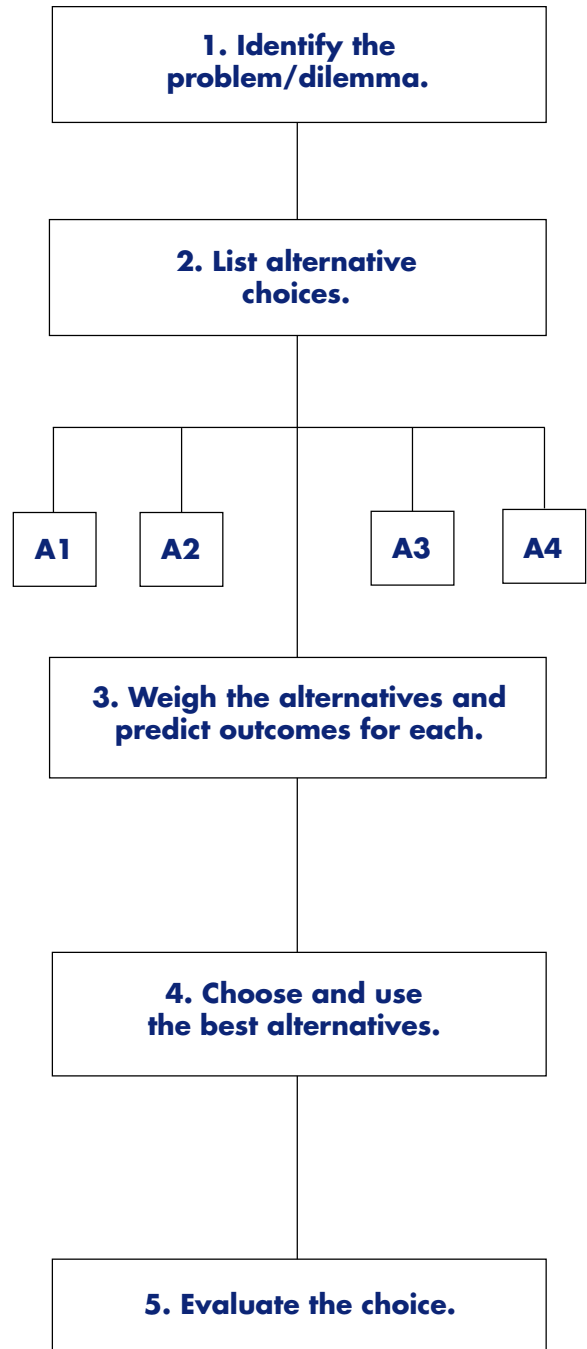 1. Identify the
problem/dilemma.
2. List alternative
choices.
A1
A2
A3
A4
3. Weigh the alternatives and
predict outcomes for each.
4. Choose and use
the best alternatives.
5. Evaluate the choice.